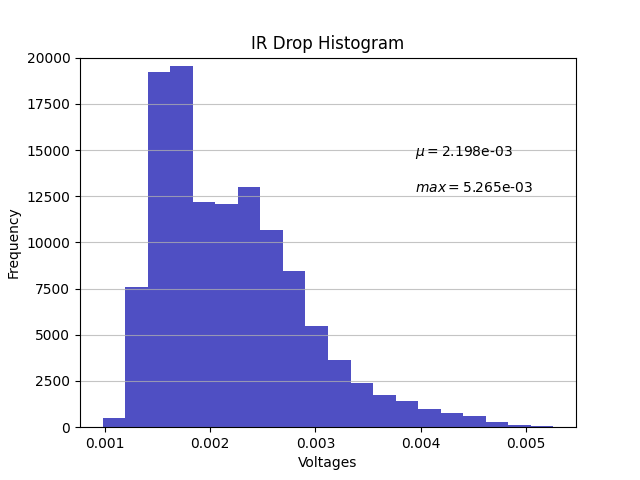 IR Drop Histogram
20000
17500
15000
12500
10000
7500
5000
2500
0
Frequency
μ = 2.198e-03
max = 5.265e-03
0.001 0.002 0.003 0.004 0.005
Voltages